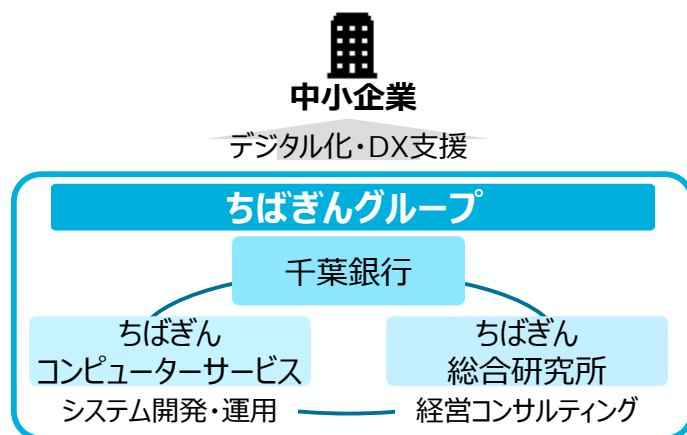 中小企業
デジタル化・DX支援
ちばぎんグループ
千葉銀行
ちばぎん
コンピューターサービス
システム開発・運用
ちばぎん
総合研究所
経営コンサルティング